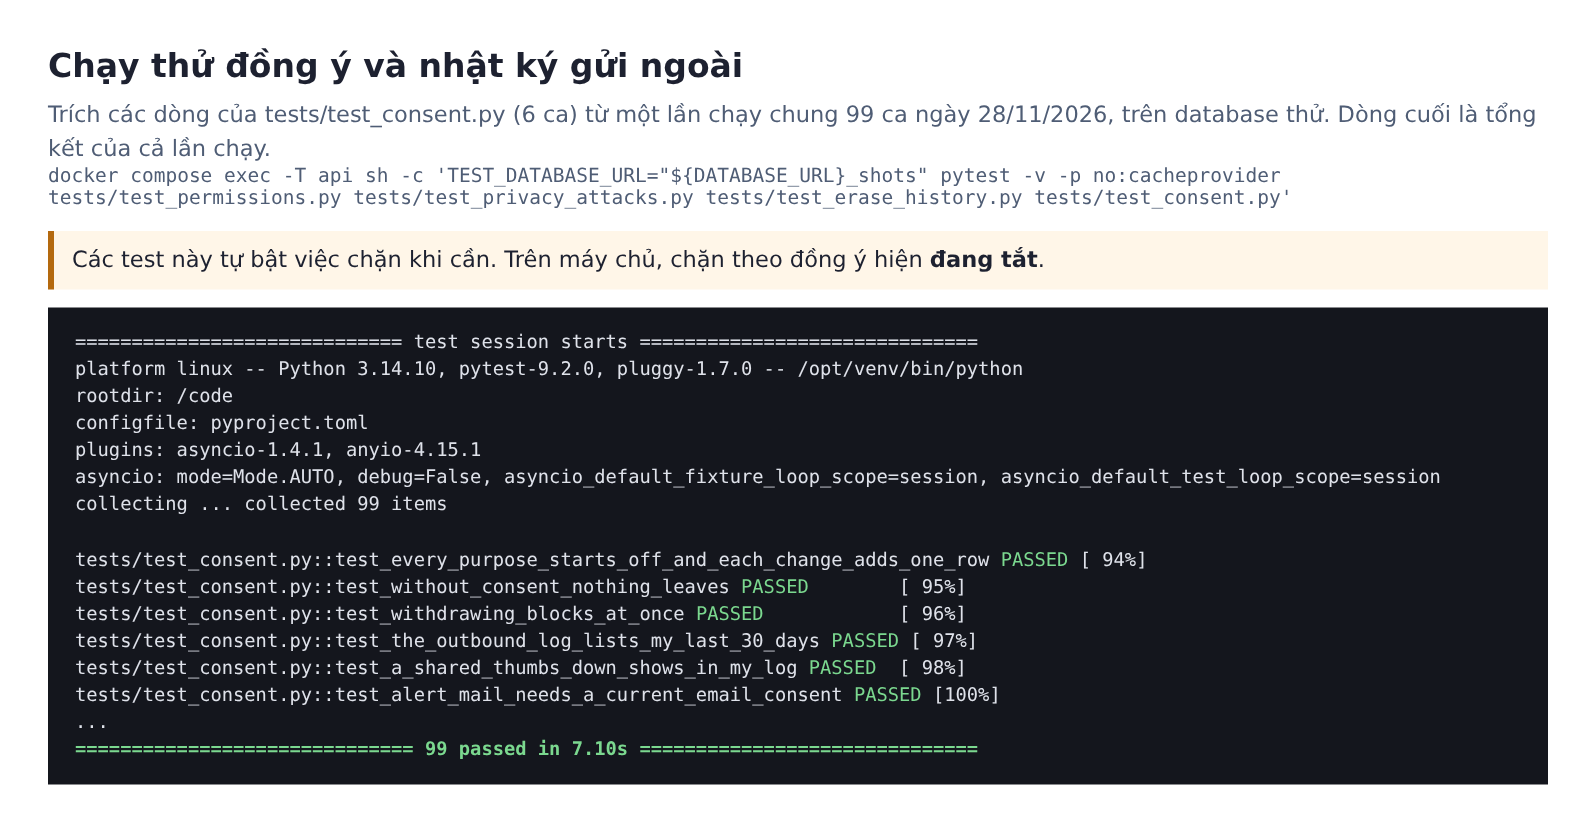 Chạy thử đồng ý và nhật ký gửi ngoài
Trích các dòng của tests/test_consent.py (6 ca) từ một lần chạy chung 99 ca ngày 28/11/2026, trên database thử. Dòng cuối là tổng
kết của cả lần chạy.
docker compose exec -T api sh -c 'TEST_DATABASE_URL="${DATABASE_URL}_shots" pytest -v -p no:cacheprovider
tests/test_permissions.py tests/test_privacy_attacks.py tests/test_erase_history.py tests/test_consent.py'
Các test này tự bật việc chặn khi cần. Trên máy chủ, chặn theo đồng ý hiện đang tắt.
============================= test session starts ==============================
platform linux -- Python 3.14.10, pytest-9.2.0, pluggy-1.7.0 -- /opt/venv/bin/python
rootdir: /code
configfile: pyproject.toml
plugins: asyncio-1.4.1, anyio-4.15.1
asyncio: mode=Mode.AUTO, debug=False, asyncio_default_fixture_loop_scope=session, asyncio_default_test_loop_scope=session
collecting ... collected 99 items
tests/test_consent.py::test_every_purpose_starts_off_and_each_change_adds_one_row PASSED [ 94%]
tests/test_consent.py::test_without_consent_nothing_leaves PASSED        [ 95%]
tests/test_consent.py::test_withdrawing_blocks_at_once PASSED            [ 96%]
tests/test_consent.py::test_the_outbound_log_lists_my_last_30_days PASSED [ 97%]
tests/test_consent.py::test_a_shared_thumbs_down_shows_in_my_log PASSED  [ 98%]
tests/test_consent.py::test_alert_mail_needs_a_current_email_consent PASSED [100%]
...
============================== 99 passed in 7.10s ==============================